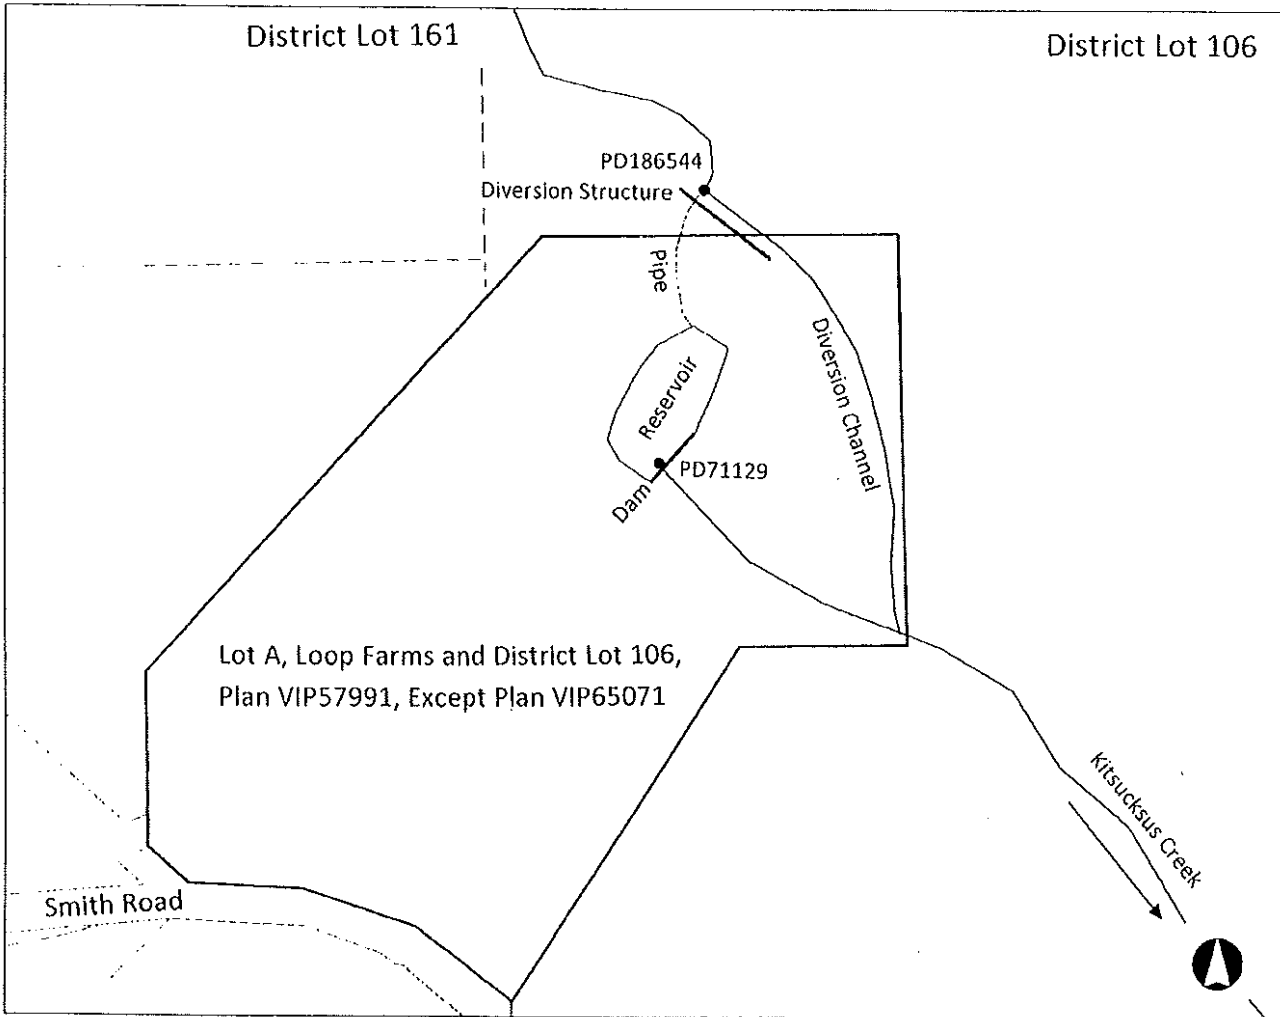 District Lot 161
District Lot 106
PD186544
Diversion Structure
Pipe
Diversion Channel
Reservoir
PD71129
Dam
Lot A, Loop Farms and District Lot 106,
Plan VIP57991, Except Plan VIP65071
Kitsucksus Creek
Smith Road